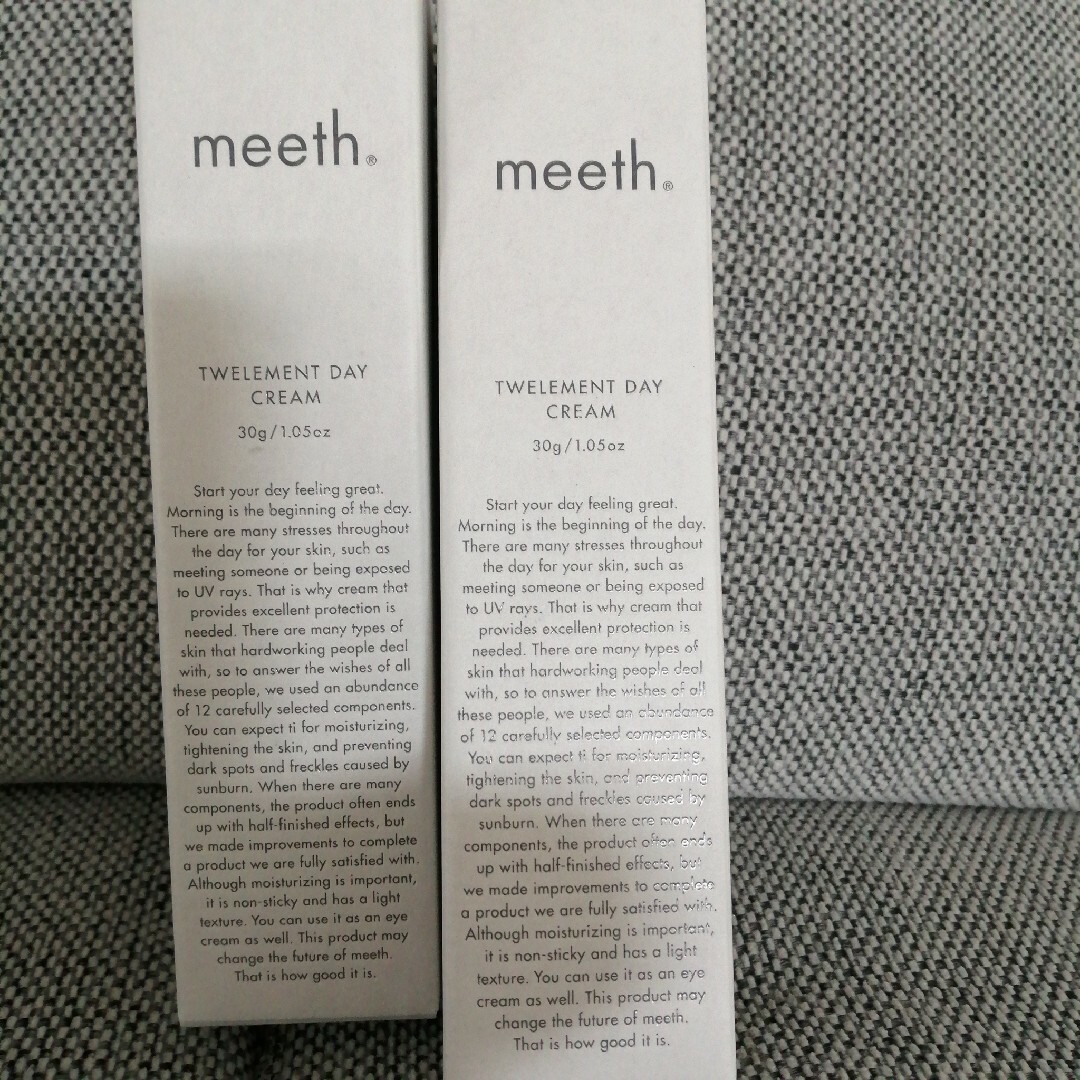 meeth®
TWELEMENT DAY
CREAM
30g/1.05oz
Start your day feeling great.
Morning is the beginning of the day.
There are many stresses throughout
the day for your skin, such as
meeting someone or being exposed
to UV rays. That is why cream that
provides excellent protection is
needed. There are many types of
skin that hardworking people deal
with, so to answer the wishes of all
these people, we used an abundance
of 12 carefully selected components.
You can expect ti for moisturizing,
tightening the skin, and preventing
dark spots and freckles caused by
sunburn. When there are many
components, the product often ends
up with half-finished effects, but
we made improvements to complete
a product we are fully satisfied with.
Although moisturizing is important,
it is non-sticky and has a light
texture. You can use it as an eye
cream as well. This product may
change the future of meeth.
That is how good it is.
meeth®
TWELEMENT DAY
CREAM
30g/1.05oz
Start your day feeling great.
Morning is the beginning of the day.
There are many stresses throughout
the day for your skin, such as
meeting someone or being exposed
to UV rays. That is why cream that
provides excellent protection is
needed. There are many types of
skin that hardworking people deal
with, so to answer the wishes of all
these people, we used an abundance
of 12 carefully selected components.
You can expect ti for moisturizing,
tightening the skin, and preventing
dark spots and freckles caused by
sunburn. When there are many
components, the product often ends
up with half-finished effects, but
we made improvements to complete
a product we are fully satisfied with.
Although moisturizing is important,
it is non-sticky and has a light
texture. You can use it as an eye
cream as well. This product may
change the future of meeth.
That is how good it is.